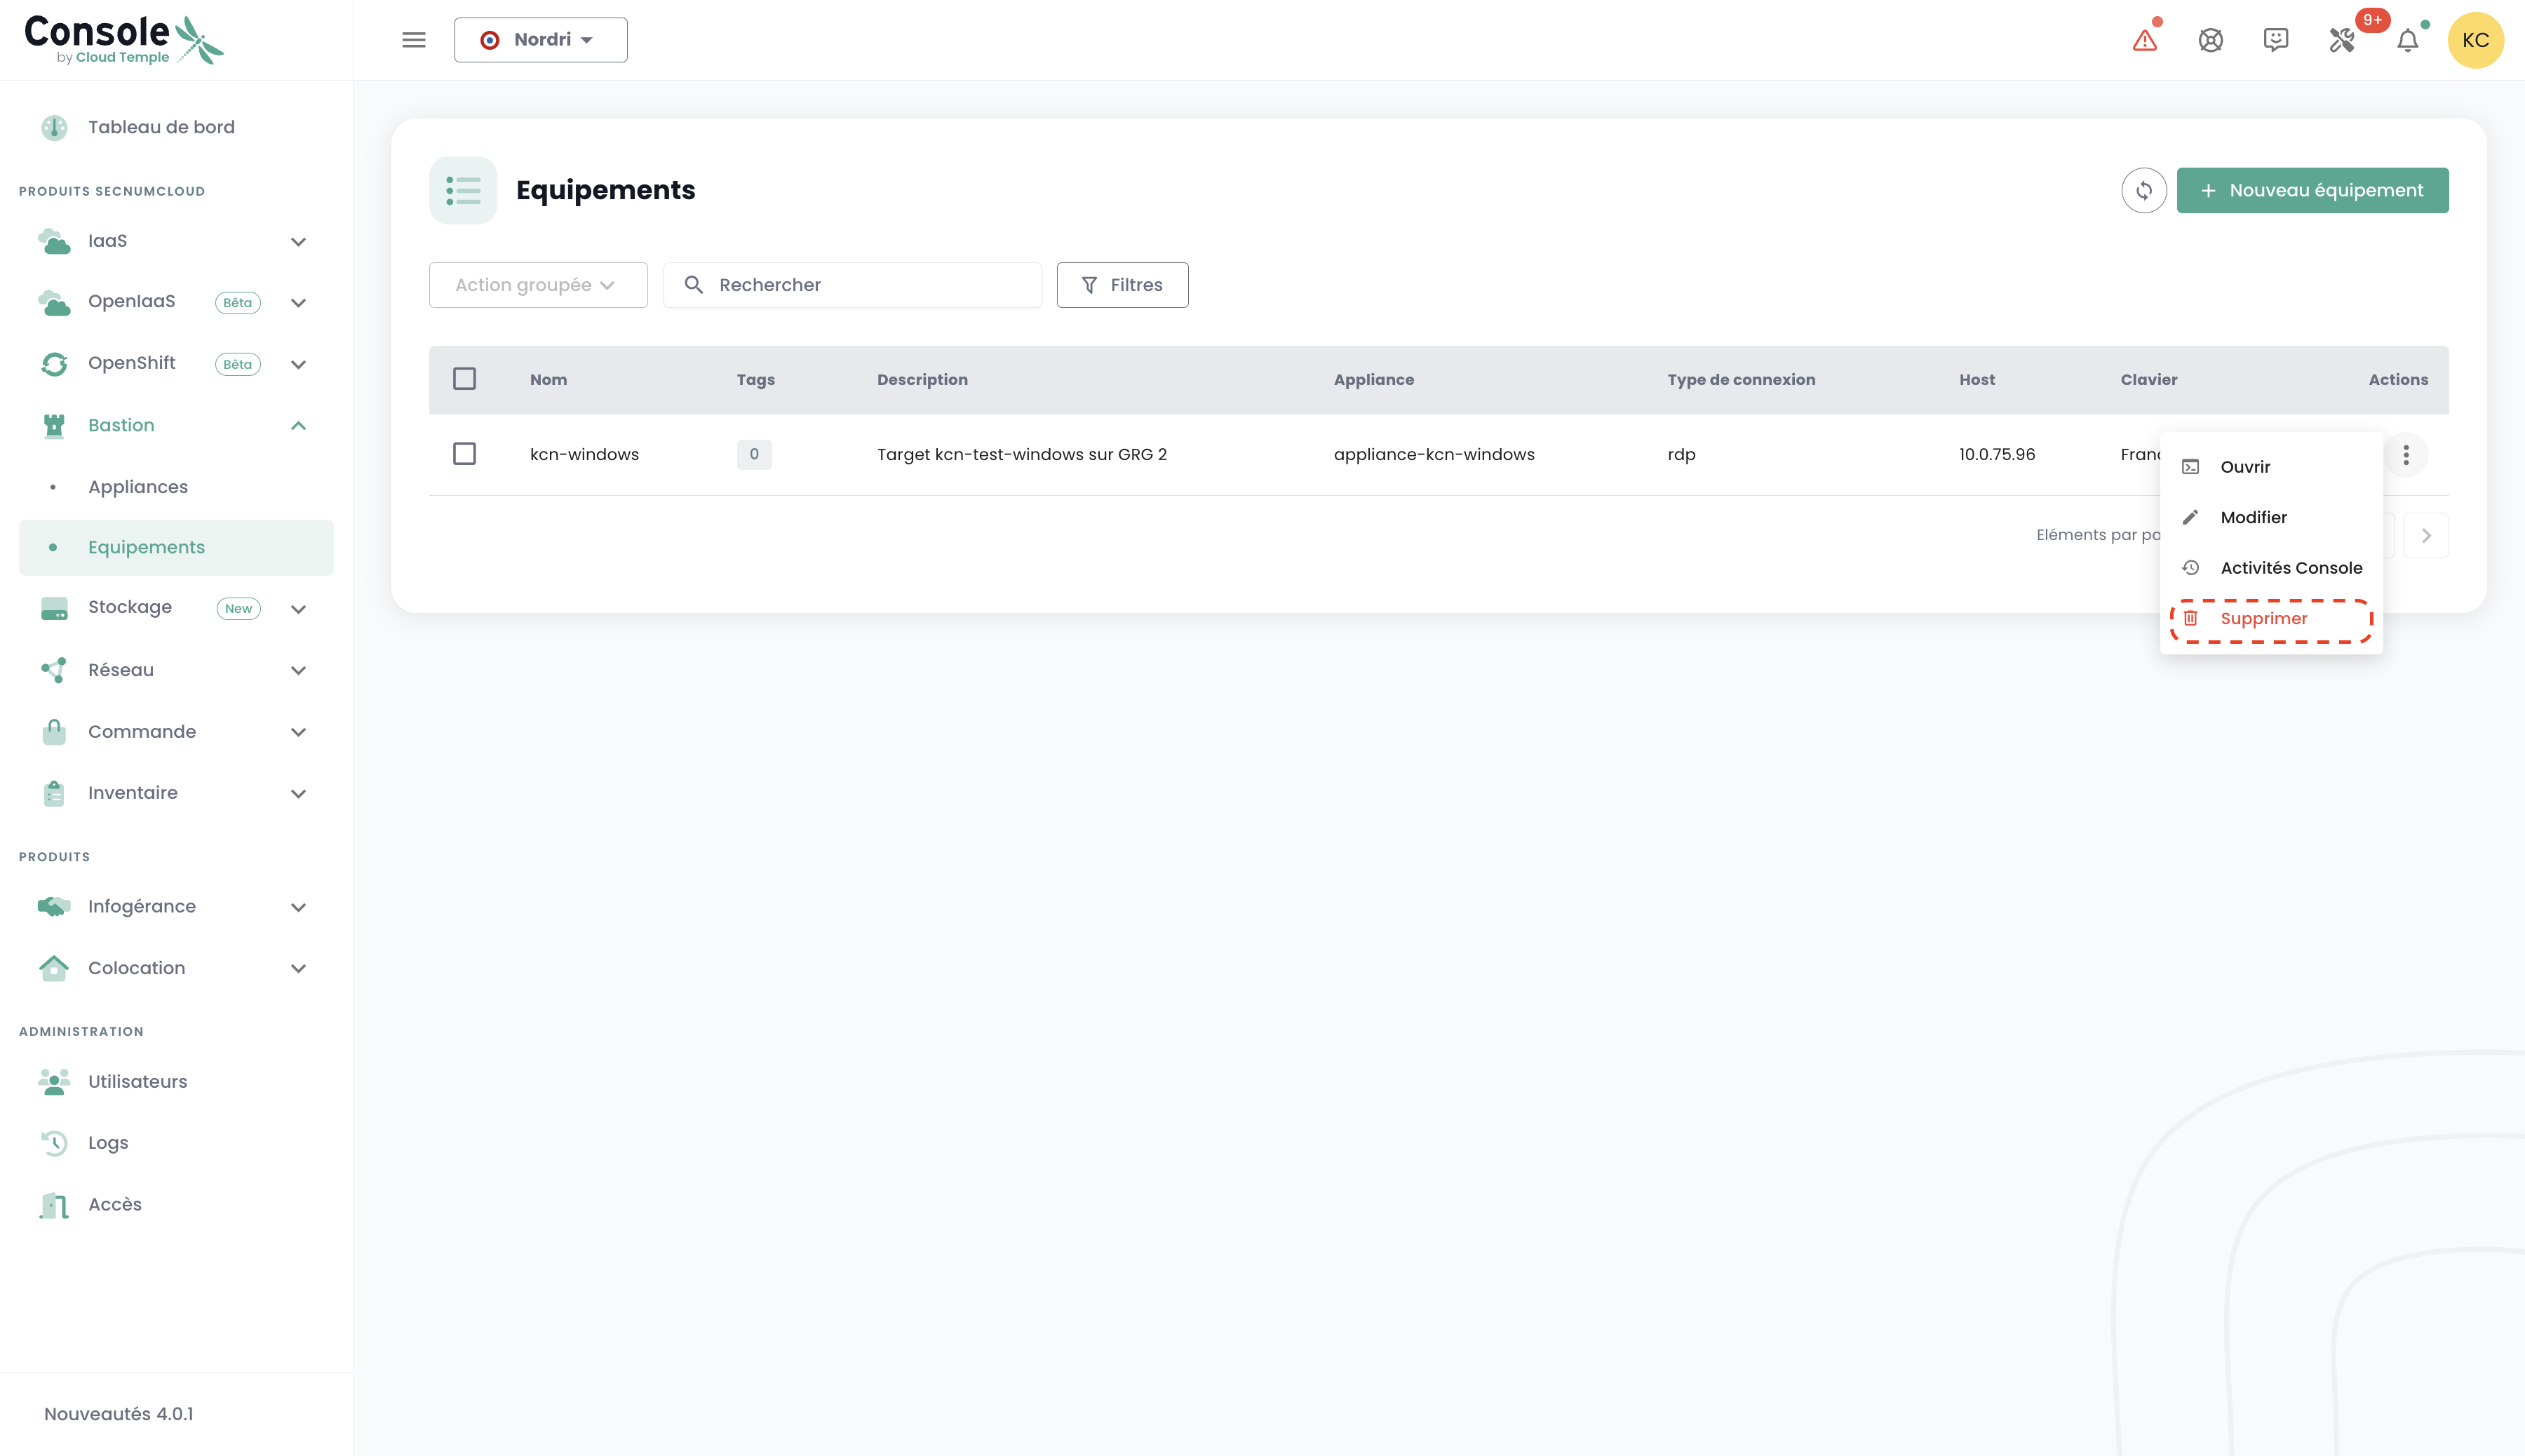 Console
by Cloud Temple
Nordri
9+
KC
Tableau de bord
PRODUITS SECNUMCLOUD
IaaS
OpenIaaS Bêta
OpenShift Bêta
Bastion
Appliances
Equipements
Stockage New
Réseau
Commande
Inventaire
PRODUITS
Infogérance
Colocation
ADMINISTRATION
Utilisateurs
Logs
Accès
Nouveautés 4.0.1
Equipements
Nouveau équipement
Action groupée Rechercher Filtres
Nom Tags Description Appliance Type de connexion Host Clavier Actions
kcn-windows 0 Target kcn-test-windows sur GRG 2 appliance-kcn-windows rdp 10.0.75.96
Eléments par
Ouvrir
Modifier
Activités Console
Supprimer